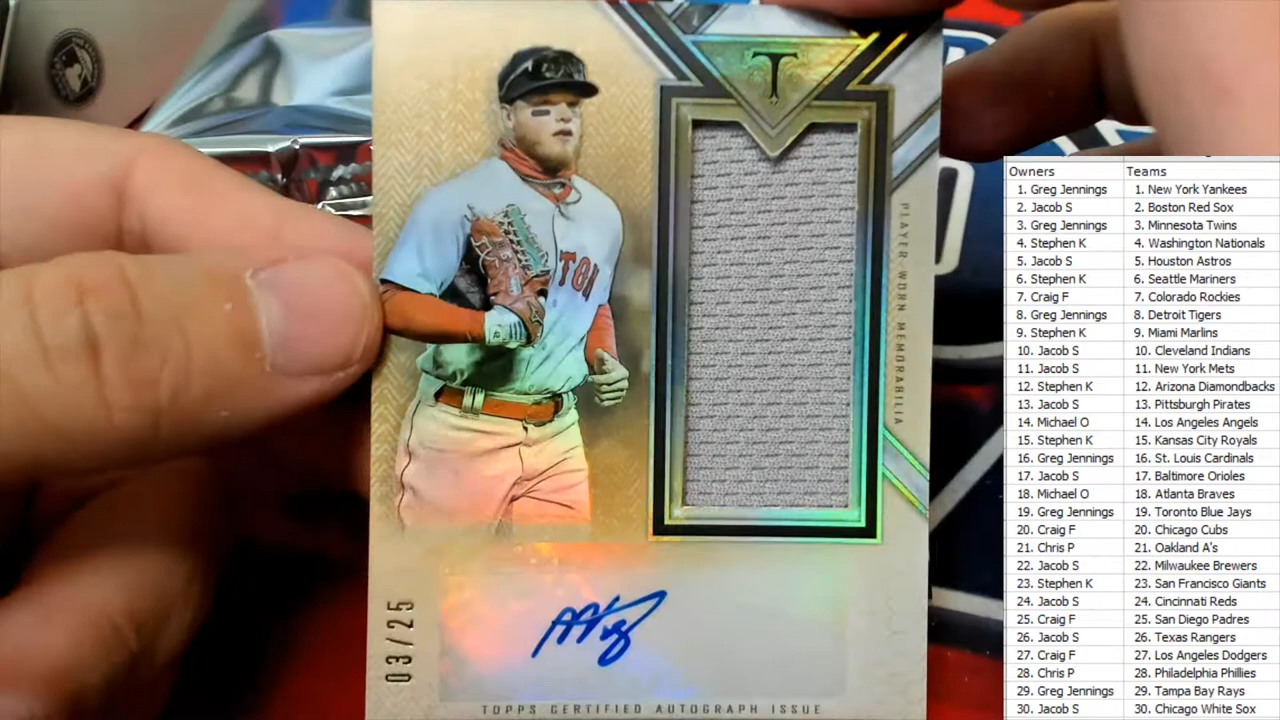 T
TON
PLAYER-WORN MEMORABILIA
03/25
TOPPS CERTIFIED AUTOGRAPH ISSUE
Owners Teams
1. Greg Jennings 1. New York Yankees
2. Jacob S 2. Boston Red Sox
3. Greg Jennings 3. Minnesota Twins
4. Stephen K 4. Washington Nationals
5. Jacob S 5. Houston Astros
6. Stephen K 6. Seattle Mariners
7. Craig F 7. Colorado Rockies
8. Greg Jennings 8. Detroit Tigers
9. Stephen K 9. Miami Marlins
10. Jacob S 10. Cleveland Indians
11. Jacob S 11. New York Mets
12. Stephen K 12. Arizona Diamondbacks
13. Jacob S 13. Pittsburgh Pirates
14. Michael O 14. Los Angeles Angels
15. Stephen K 15. Kansas City Royals
16. Greg Jennings 16. St. Louis Cardinals
17. Jacob S 17. Baltimore Orioles
18. Michael O 18. Atlanta Braves
19. Greg Jennings 19. Toronto Blue Jays
20. Craig F 20. Chicago Cubs
21. Chris P 21. Oakland A's
22. Jacob S 22. Milwaukee Brewers
23. Stephen K 23. San Francisco Giants
24. Jacob S 24. Cincinnati Reds
25. Craig F 25. San Diego Padres
26. Jacob S 26. Texas Rangers
27. Craig F 27. Los Angeles Dodgers
28. Chris P 28. Philadelphia Phillies
29. Greg Jennings 29. Tampa Bay Rays
30. Jacob S 30. Chicago White Sox